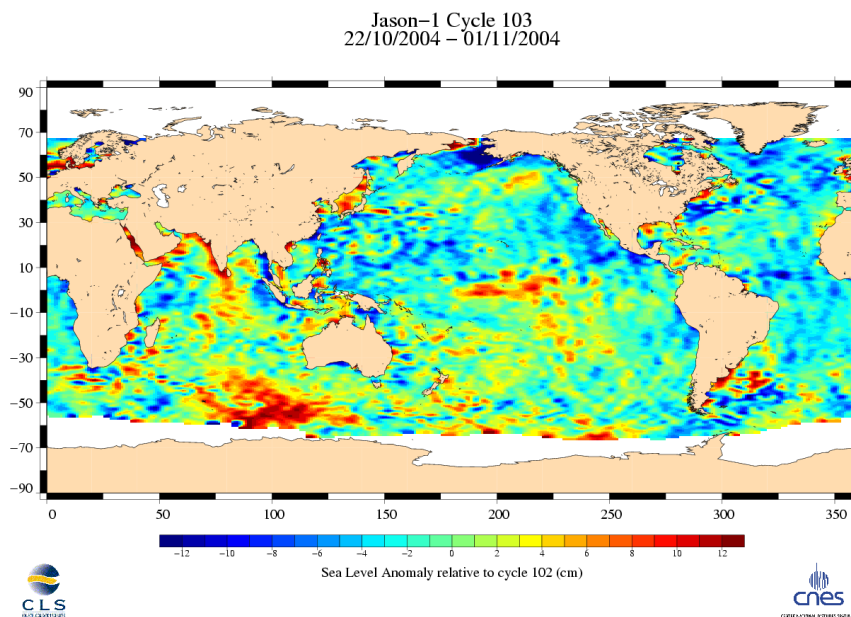 Jason-1 Cycle 103
22/10/2004 - 01/11/2004
90
70
50
30
10
-10
-30
-50
-70
-90
0 50 100 150 200 250 300 350
-12 -10 -8 -6 -4 -2 0 2 4 6 8 10 12
Sea Level Anomaly relative to cycle 102 (cm)
CLS
cnes